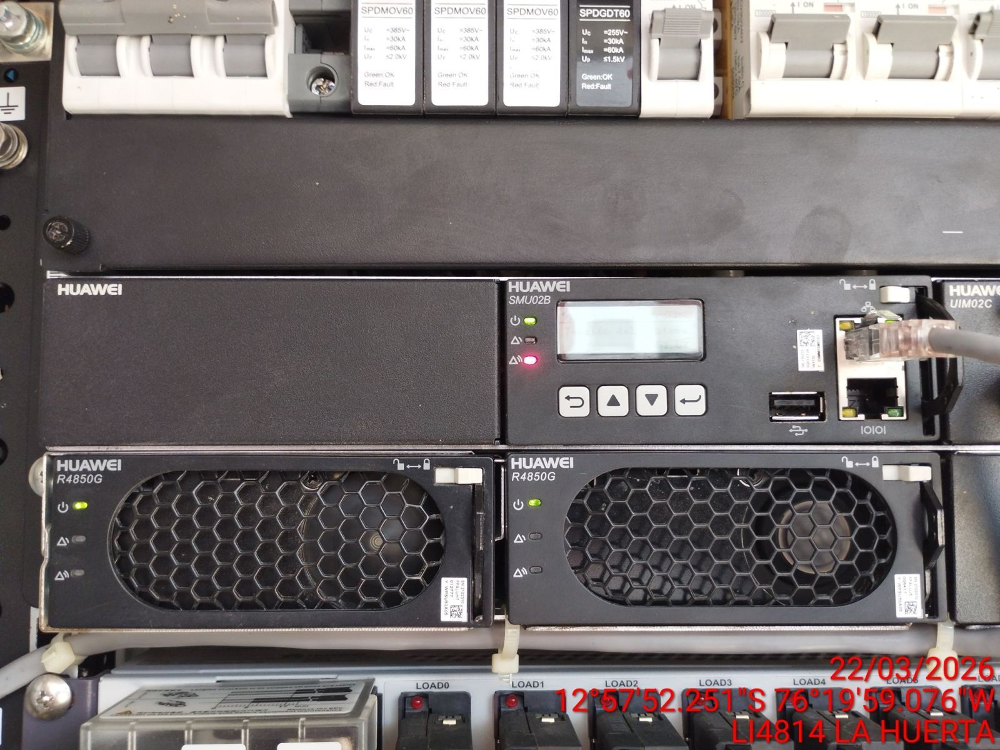 SPDMOV60
Uc =385V~
In =30kA
Imax =60kA
Up ≤2.0kV
Green:OK
Red:Fault
SPDMOV60
Uc =385V~
In =30kA
Imax =60kA
Up ≤2.0kV
Green:OK
Red:Fault
SPDMOV60
Uc =385V~
In =30kA
Imax =60kA
Up ≤2.0kV
Green:OK
Red:Fault
SPDGDT60
Uc =255V~
In =30kA
Imax =60kA
Up ≤1.5kV
Green:OK
Red:Fault
I ON
I ON
I ON
HUAWEI
HUAWEI
SMU02B
IOIOI
HUAWEI
UIM02C
HUAWEI
R4850G
HUAWEI
R4850G
LOAD0
LOAD1
LOAD2
LOAD3
LOAD4
LOAD5
22/03/2026
12°57'52.251"S 76°19'59.076"W
LI4814 LA HUERTA